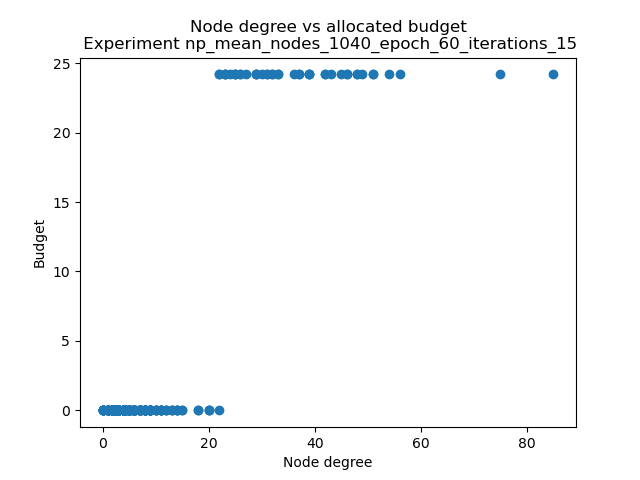 Node degree vs allocated budget
Experiment np_mean_nodes_1040_epoch_60_iterations_15
25
20
15
10
5
0
Budget
0 20 40 60 80
Node degree